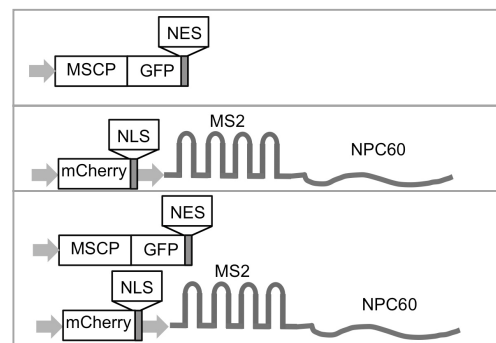 NES
MSCP GFP
MS2
NLS
NPC60
mCherry
NES
MSCP GFP
MS2
NLS
NPC60
mCherry